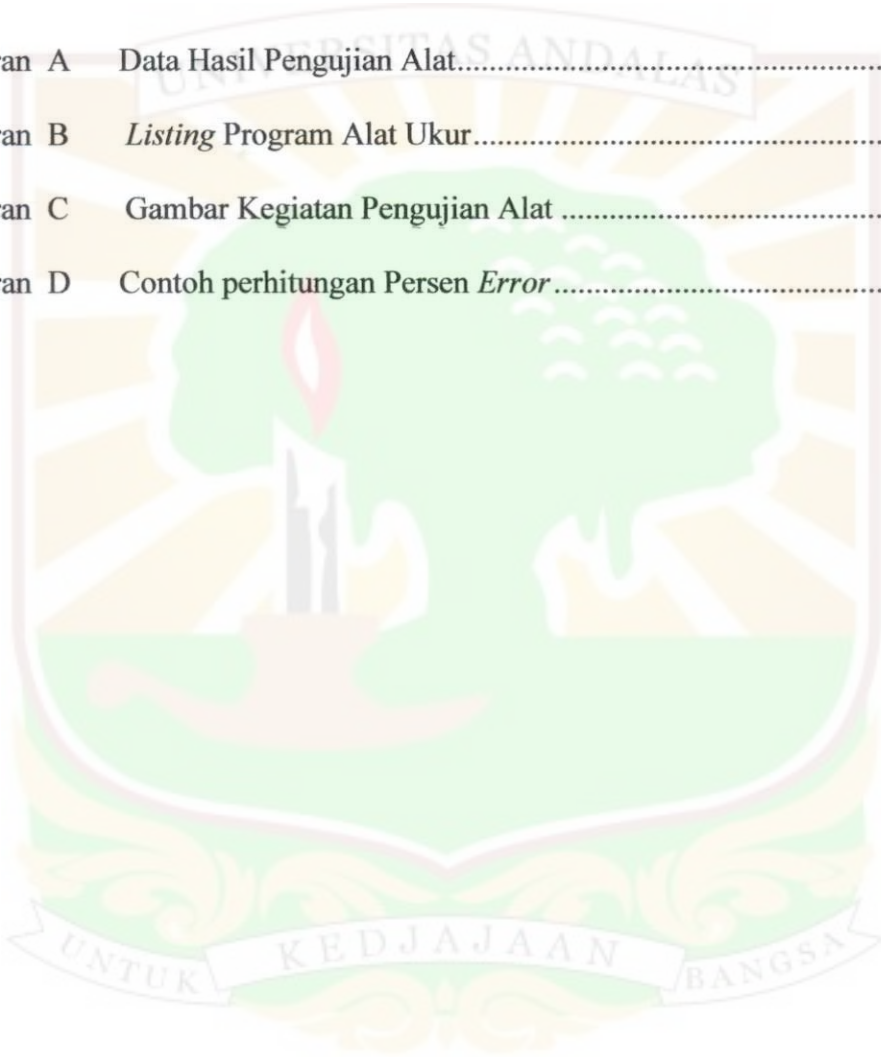 UNIVERSITAS ANDALAS
ran A Data Hasil Pengujian Alat
ran B Listing Program Alat Ukur
ran C Gambar Kegiatan Pengujian Alat
ran D Contoh perhitungan Persen Error
UNTUK KEDJAJAAN BANGSA